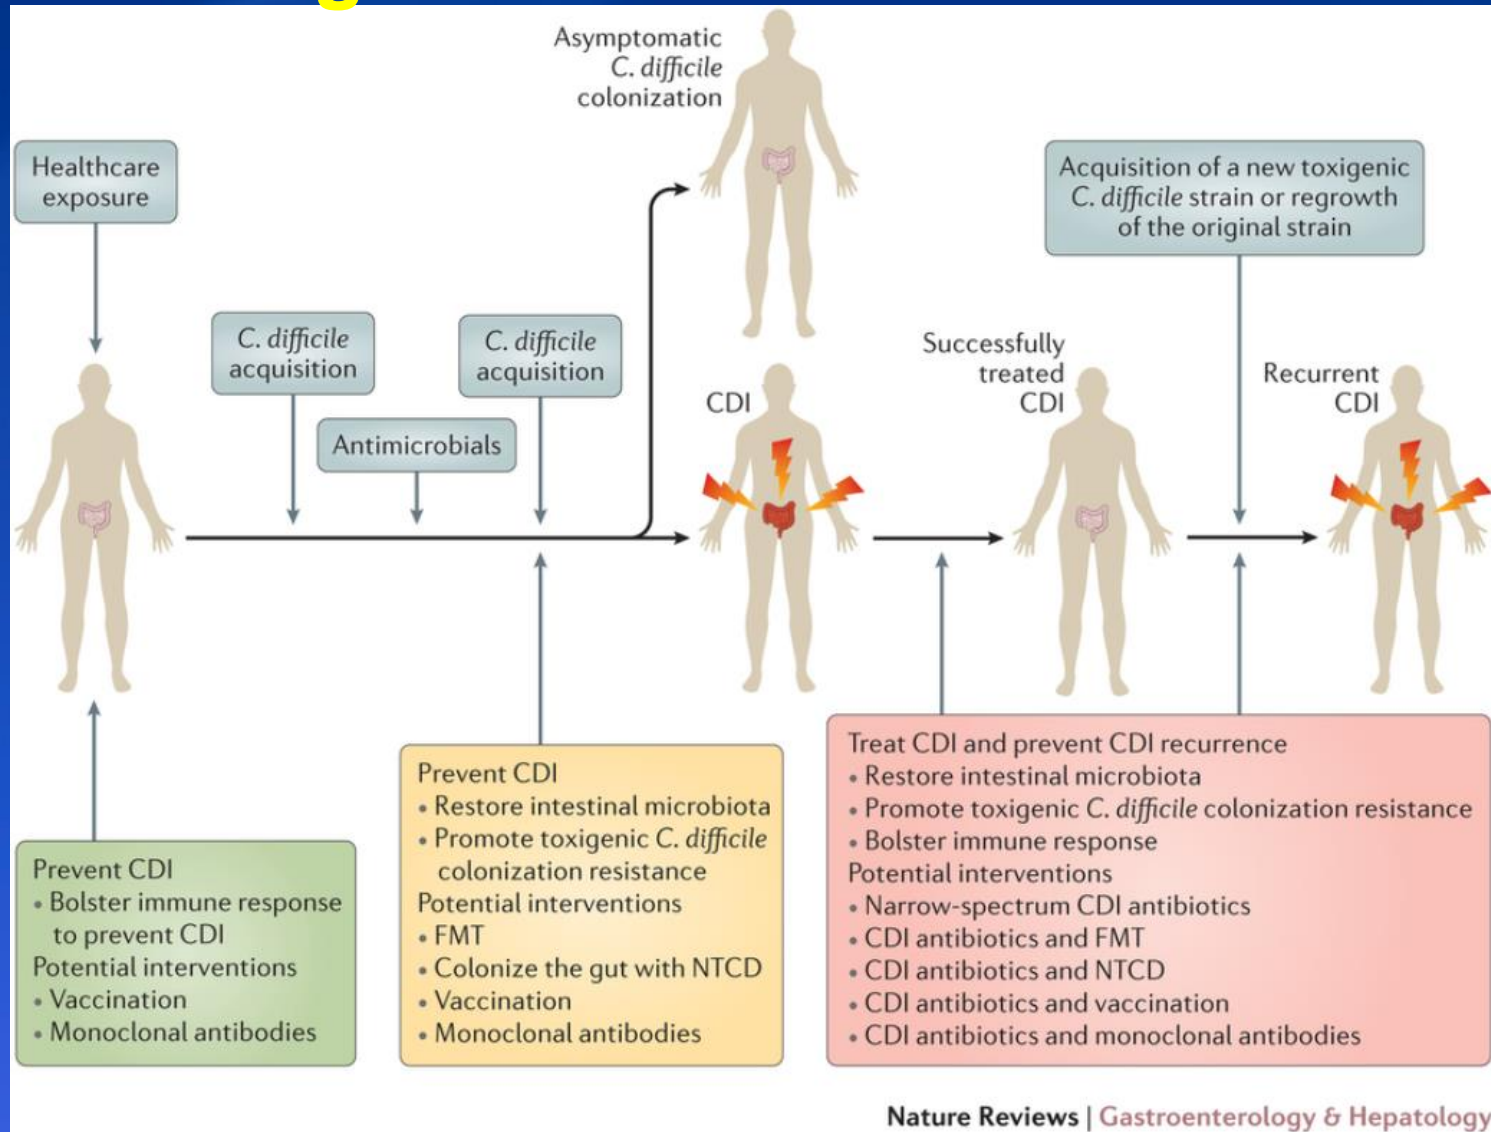 Asymptomatic
C. difficile
colonization
Healthcare
exposure
Acquisition of a new toxigenic
C. difficile strain or regrowth
of the original strain
C. difficile
acquisition
C. difficile
acquisition
Antimicrobials
CDI
Successfully
treated
CDI
Recurrent
CDI
Prevent CDI
• Bolster immune response
to prevent CDI
Potential interventions
• Vaccination
• Monoclonal antibodies
Prevent CDI
• Restore intestinal microbiota
• Promote toxigenic C. difficile
colonization resistance
Potential interventions
• FMT
• Colonize the gut with NTCD
• Vaccination
• Monoclonal antibodies
Treat CDI and prevent CDI recurrence
• Restore intestinal microbiota
• Promote toxigenic C. difficile colonization resistance
• Bolster immune response
Potential interventions
• Narrow-spectrum CDI antibiotics
• CDI antibiotics and FMT
• CDI antibiotics and NTCD
• CDI antibiotics and vaccination
• CDI antibiotics and monoclonal antibodies
Nature Reviews | Gastroenterology & Hepatology